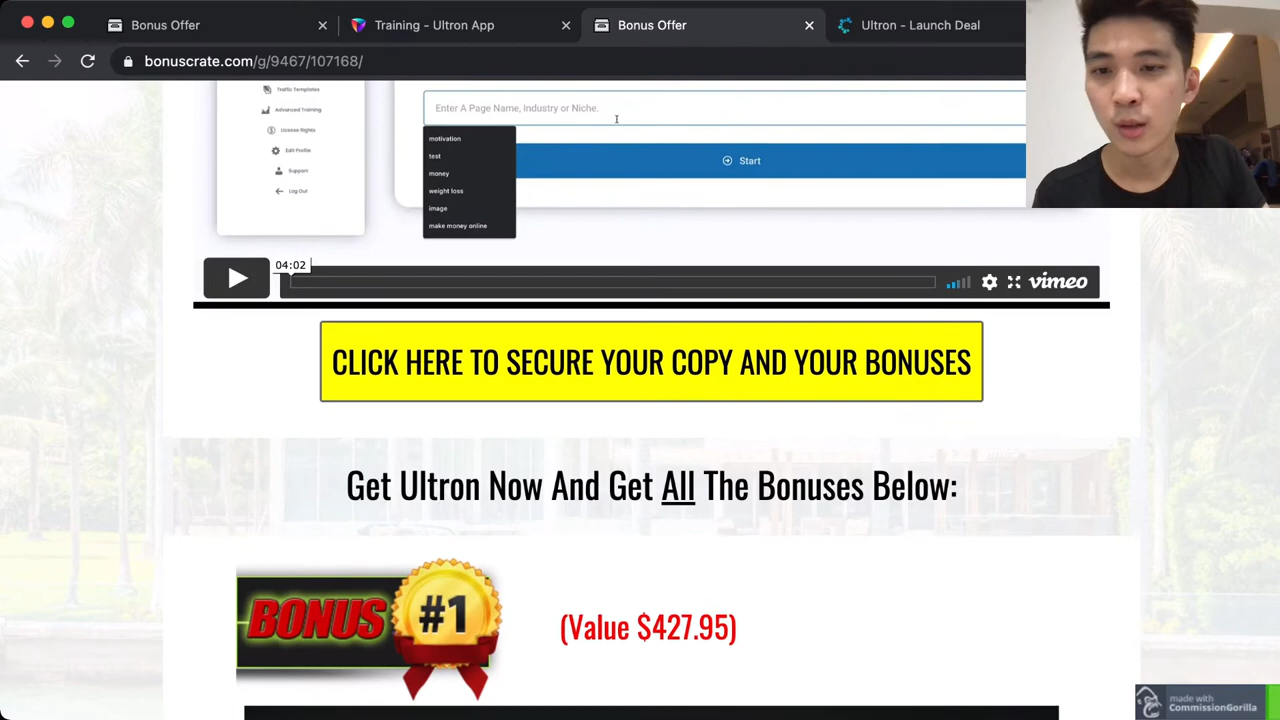 Bonus Offer
Training - Ultron App
Bonus Offer
Ultron - Launch Deal
bonuscrate.com/g/9467/107168/
Traffic Templates
Advanced Training
License Rights
Edit Profile
Support
Log Out
Enter A Page Name, Industry or Niche.
motivation
test
money
weight loss
image
make money online
Start
04:02
vimeo
CLICK HERE TO SECURE YOUR COPY AND YOUR BONUSES
Get Ultron Now And Get All The Bonuses Below:
BONUS #1
(Value $427.95)
made with
CommissionGorilla